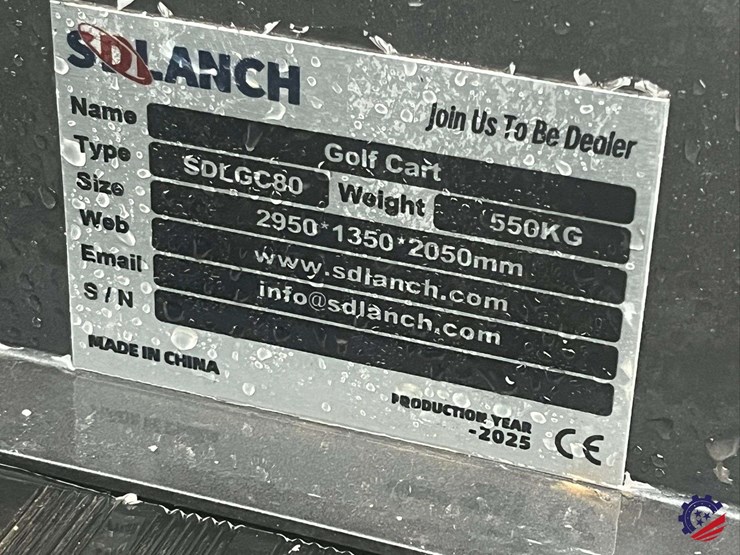 SDLANCH
Join Us To Be Dealer
Name Golf Cart
Type SDLGC80 Weight 550KG
Size 2950*1350*2050mm
Web www.sdlanch.com
Email info@sdlanch.com
S / N
MADE IN CHINA
PRODUCTION YEAR
-2025
CE